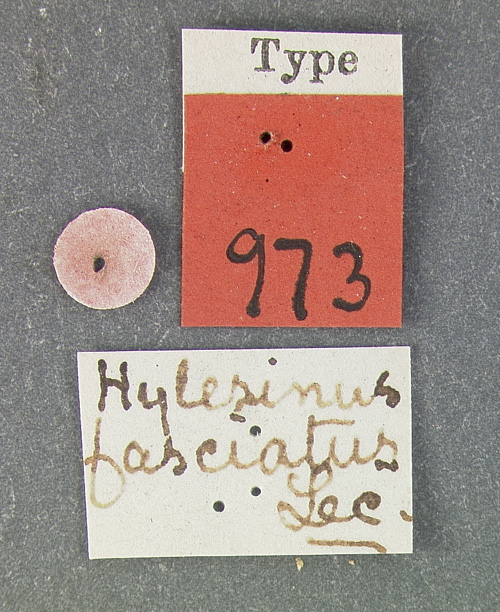 Type
973
Hylesinus
fasciatus
Lec.